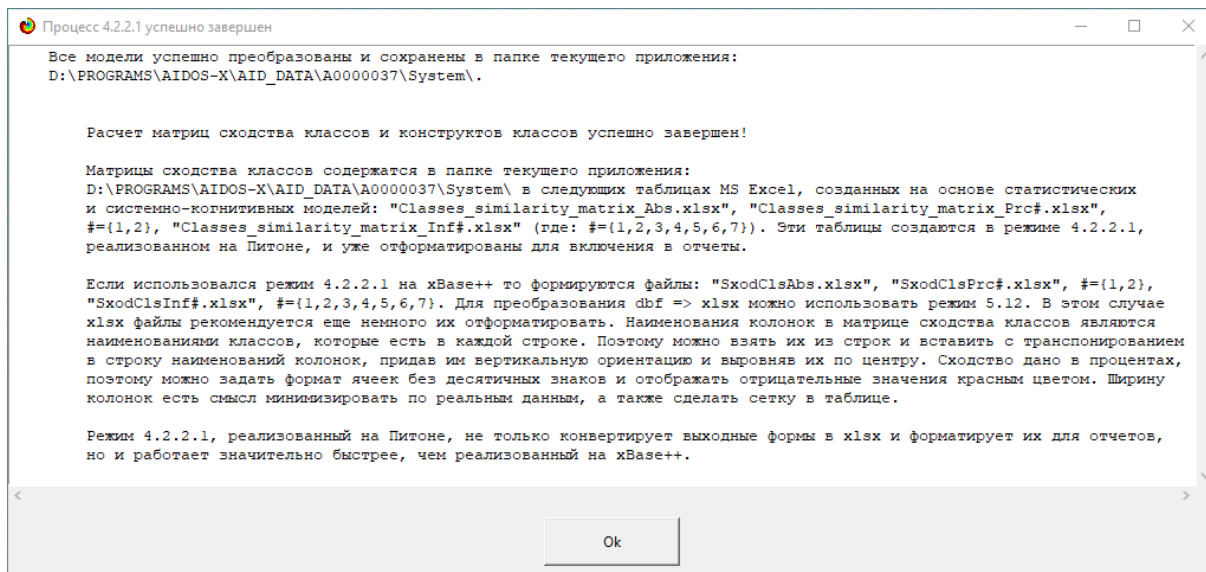 Процесс 4.2.2.1 успешно завершен
Все модели успешно преобразованы и сохранены в папке текущего приложения:
D:\PROGRAMS\AIDOS-X\AID_DATA\A0000037\System\.
Расчет матриц сходства классов и конструктов классов успешно завершен!
Матрицы сходства классов содержатся в папке текущего приложения:
D:\PROGRAMS\AIDOS-X\AID_DATA\A0000037\System\ в следующих таблицах MS Excel, созданных на основе статистических
и системно-когнитивных моделей: "Classes_similarity_matrix_Abs.xlsx", "Classes_similarity_matrix_Prc#.xlsx",
#={1,2}, "Classes_similarity_matrix_Inf#.xlsx" (где: #={1,2,3,4,5,6,7}). Эти таблицы создаются в режиме 4.2.2.1,
реализованном на Питоне, и уже отформатированы для включения в отчеты.
Если использовался режим 4.2.2.1 на xBase++ то формируются файлы: "SxodClsAbs.xlsx", "SxodClsPrc#.xlsx", #={1,2},
"SxodClsInf#.xlsx", #={1,2,3,4,5,6,7}. Для преобразования dbf => xlsx можно использовать режим 5.12. В этом случае
xlsx файлы рекомендуется еще немного их отформатировать. Наименования колонок в матрице сходства классов являются
наименованиями классов, которые есть в каждой строке. Поэтому можно взять их из строк и вставить с транспонированием
в строку наименований колонок, придав им вертикальную ориентацию и выровняв их по центру. Сходство дано в процентах,
поэтому можно задать формат ячеек без десятичных знаков и отображать отрицательные значения красным цветом. Ширину
колонок есть смысл минимизировать по реальным данным, а также сделать сетку в таблице.
Режим 4.2.2.1, реализованный на Питоне, не только конвертирует выходные формы в xlsx и форматирует их для отчетов,
но и работает значительно быстрее, чем реализованный на xBase++.
Ok